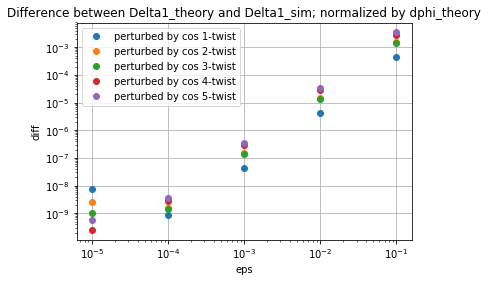 Difference between Delta1_theory and Delta1_sim; normalized by dphi_theory
perturbed by cos 1-twist
perturbed by cos 2-twist
perturbed by cos 3-twist
perturbed by cos 4-twist
perturbed by cos 5-twist
diff
10⁻³
10⁻⁴
10⁻⁵
10⁻⁶
10⁻⁷
10⁻⁸
10⁻⁹
10⁻⁵ 10⁻⁴ 10⁻³ 10⁻² 10⁻¹
eps